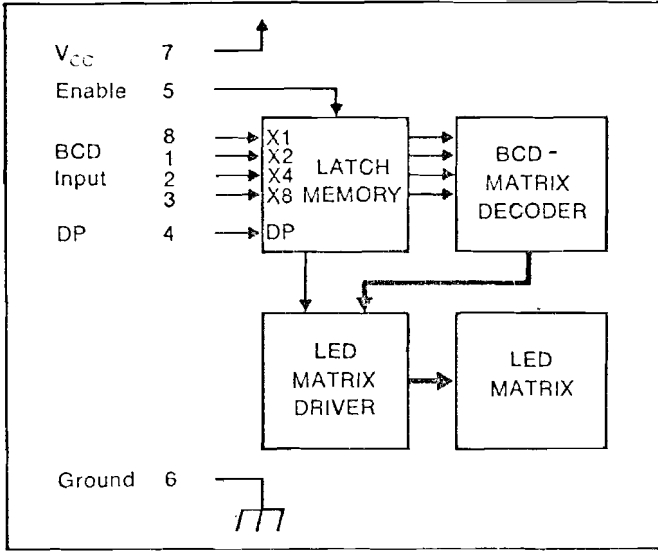 VCC 7
Enable 5
BCD Input
8
1
2
3
DP 4
X1
X2
X4
X8
DP
LATCH
MEMORY
BCD -
MATRIX
DECODER
LED
MATRIX
DRIVER
LED
MATRIX
Ground 6